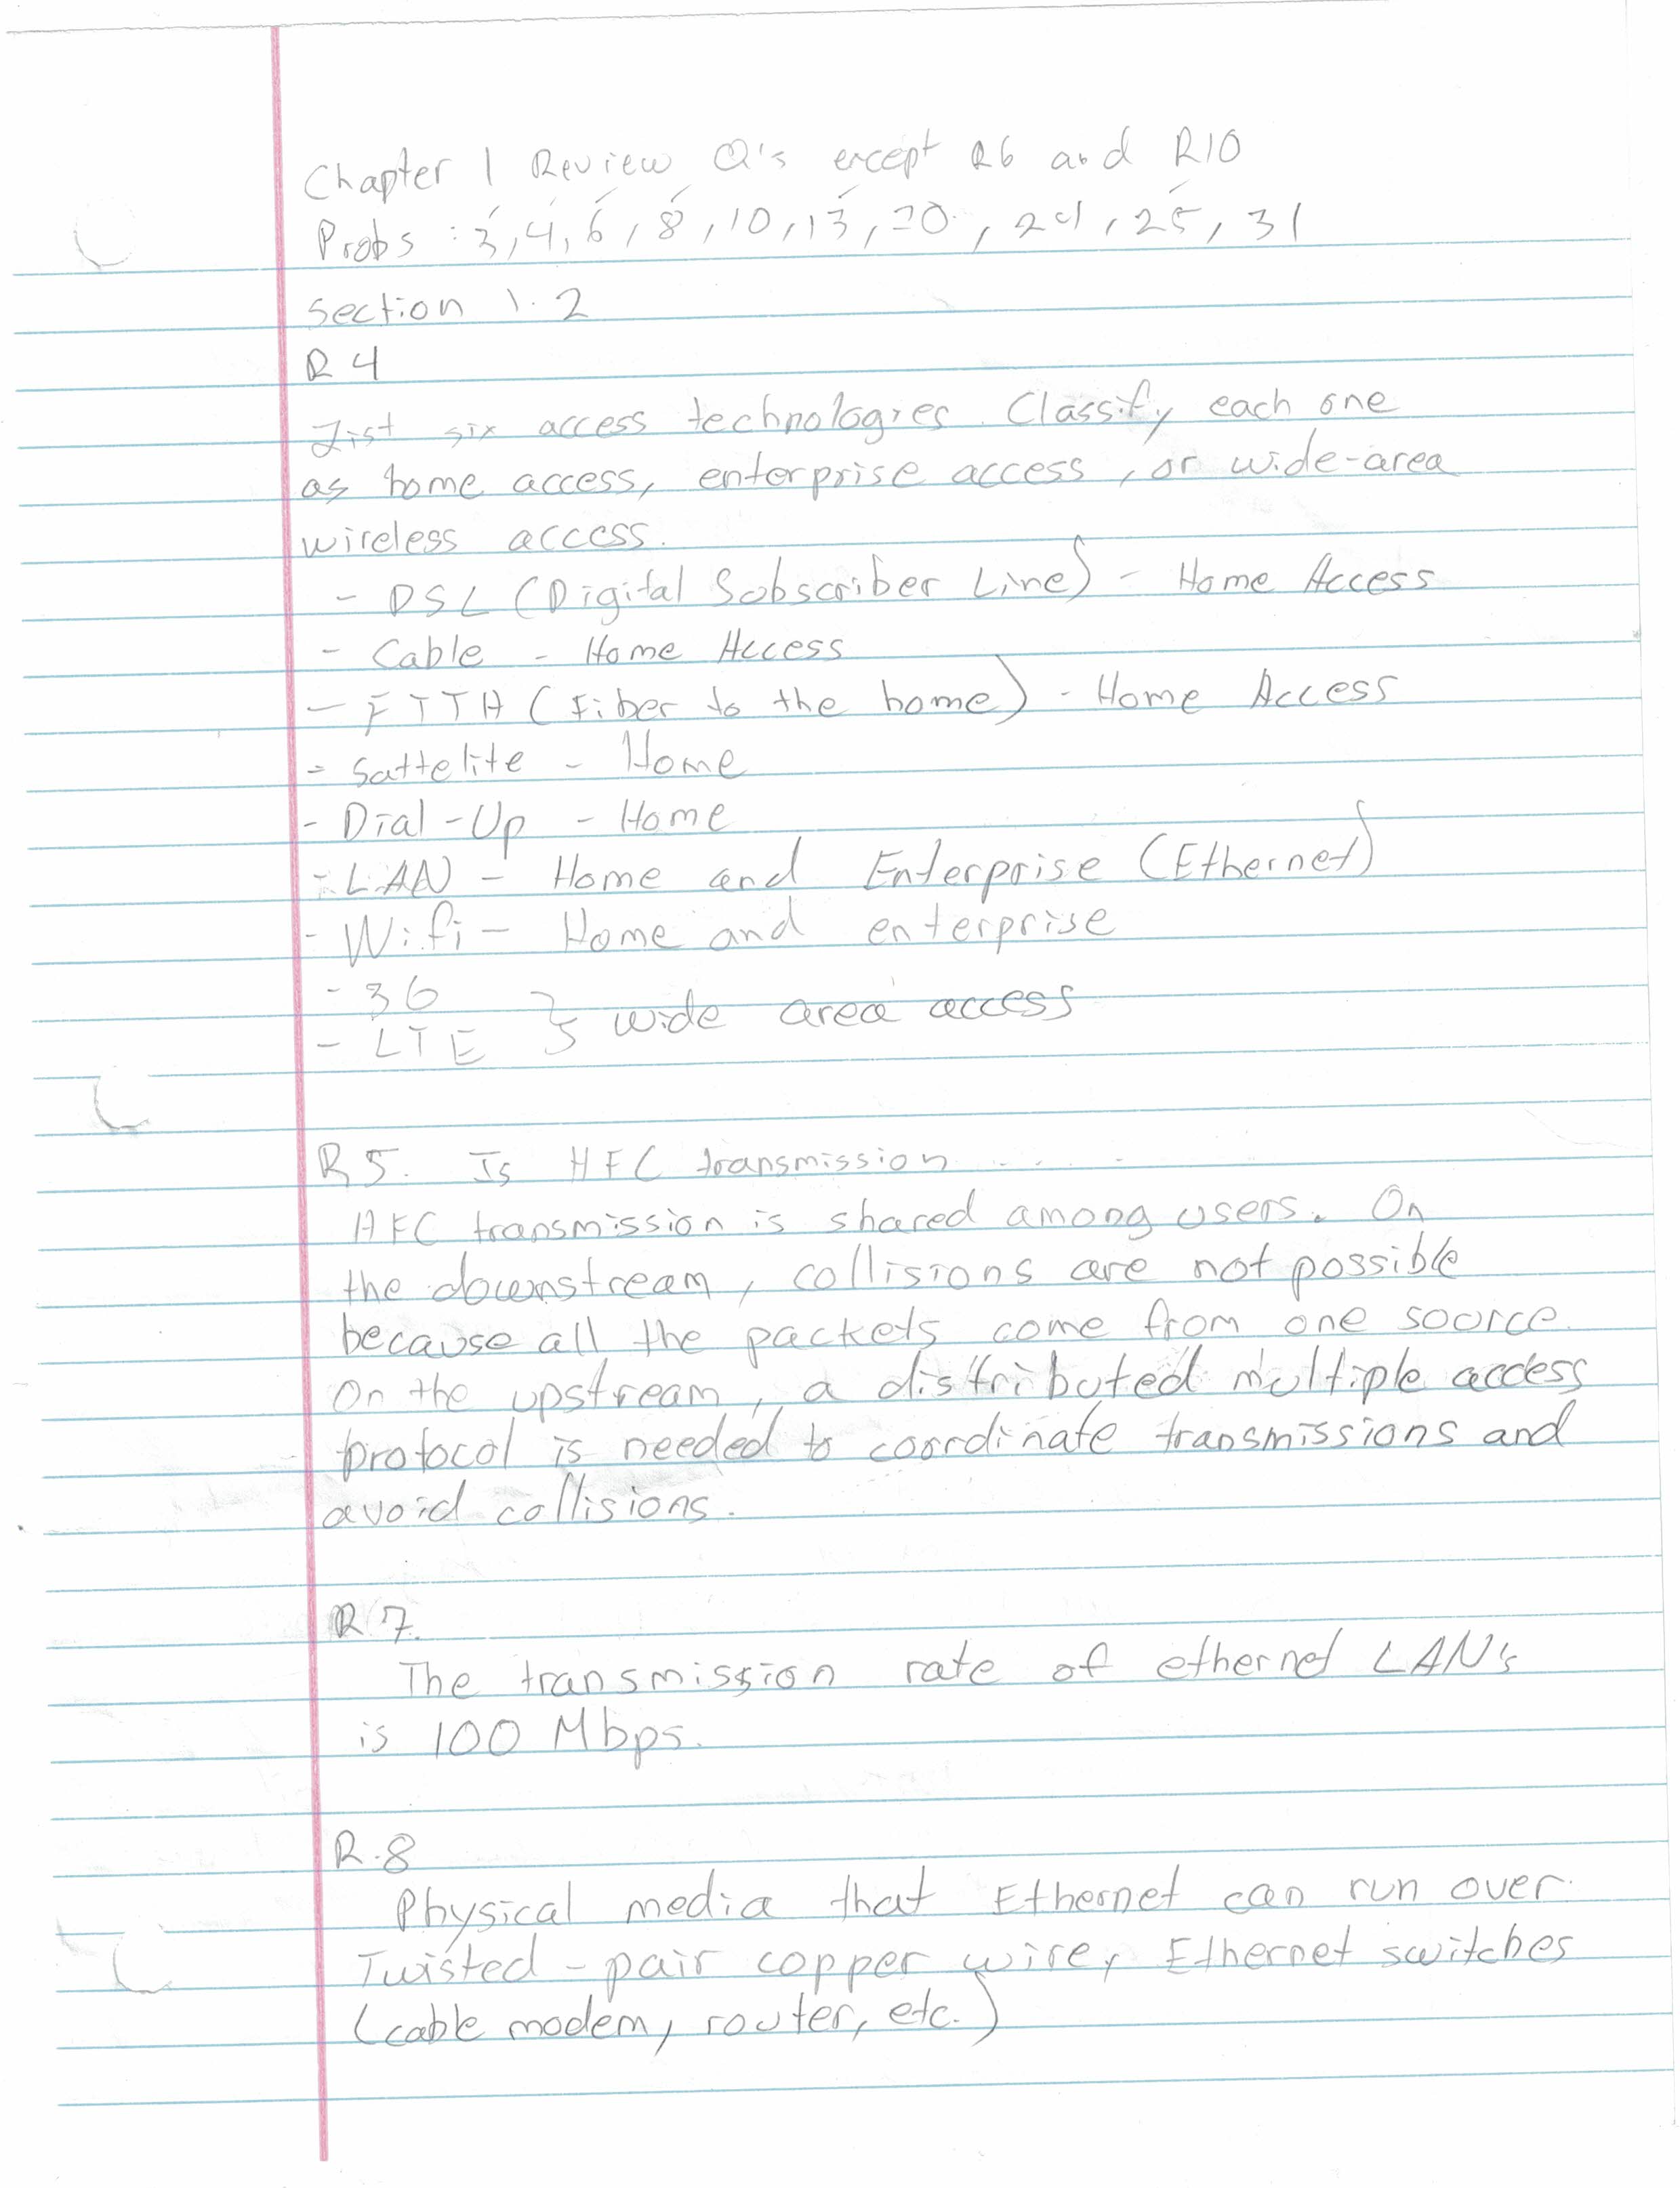 Chapter 1 Review Q's except R6 and R10
Probs : 3, 4, 6, 8, 10, 13, 20, 24, 25, 31
Section 1.2
R4
List six access technologies. Classify each one
as home access, enterprise access, or wide-area
wireless access.
- DSL (Digital Subscriber Line) - Home Access
- Cable - Home Access
- FTTH (Fiber to the home) - Home Access
- Sattelite - Home
- Dial-Up - Home
- LAN - Home and Enterprise (Ethernet)
- Wifi - Home and enterprise
- 3G
- LTE } wide area access
R5. Is HFC transmission ....
HFC transmission is shared among users. On
the downstream, collisions are not possible
because all the packets come from one source.
On the upstream, a distributed multiple access
protocol is needed to coordinate transmissions and
avoid collisions.
R7.
The transmission rate of ethernet LAN's
is 100 Mbps.
R.8
Physical media that Ethernet can run over.
Twisted-pair copper wire, Ethernet switches
(cable modem, router, etc.)